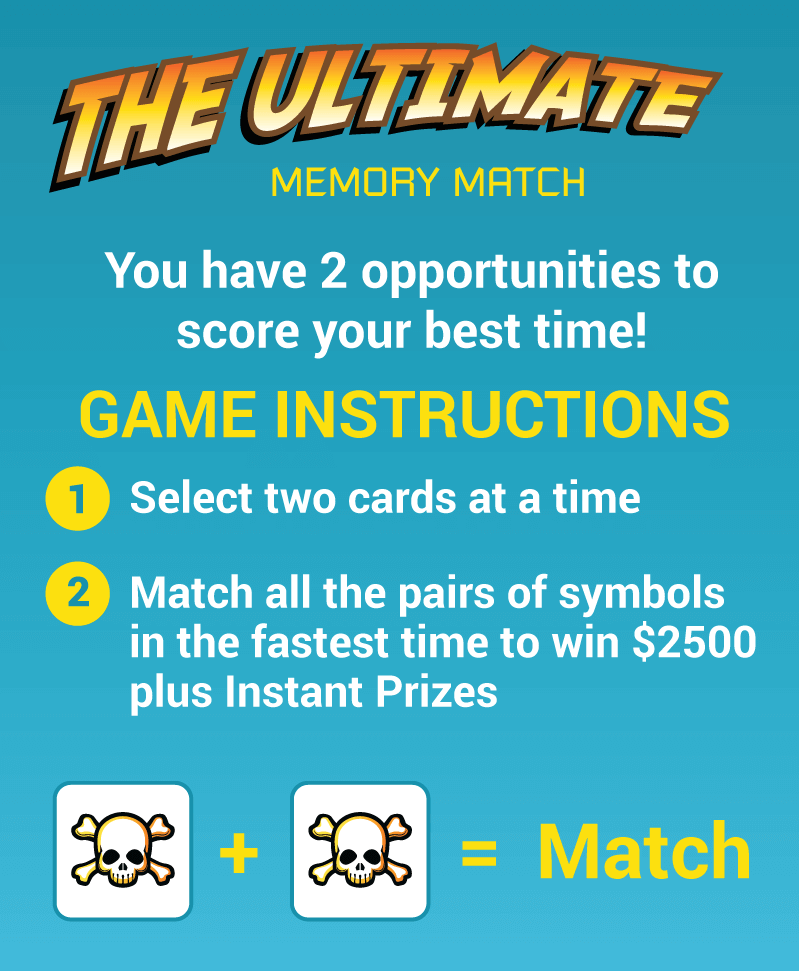 THE ULTIMATE
MEMORY MATCH
You have 2 opportunities to
score your best time!
GAME INSTRUCTIONS
1 Select two cards at a time
2 Match all the pairs of symbols
in the fastest time to win $2500
plus Instant Prizes
+ = Match